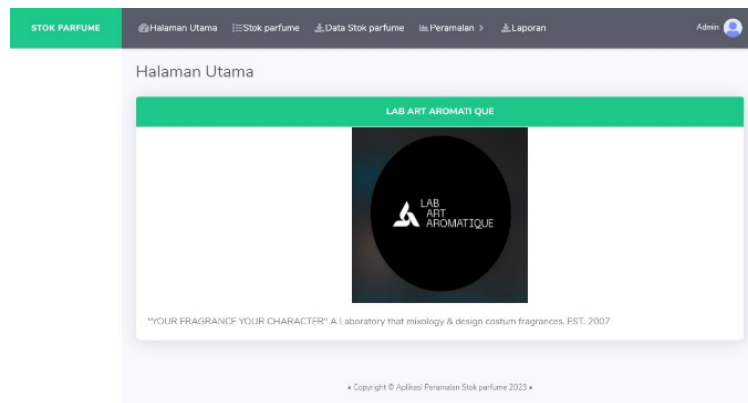 STOK PARFUME
Halaman Utama Stok parfume Data Stok parfume Peramalan > Laporan Admin
Halaman Utama
LAB ART AROMATI QUE
LAB
ART
AROMATIQUE
"YOUR FRAGRANCE YOUR CHARACTER" A Laboratory that mixology & design costum fragrances. EST. 2007
• Copyright © Aplikasi Peramalan Stok parfume 2023 •